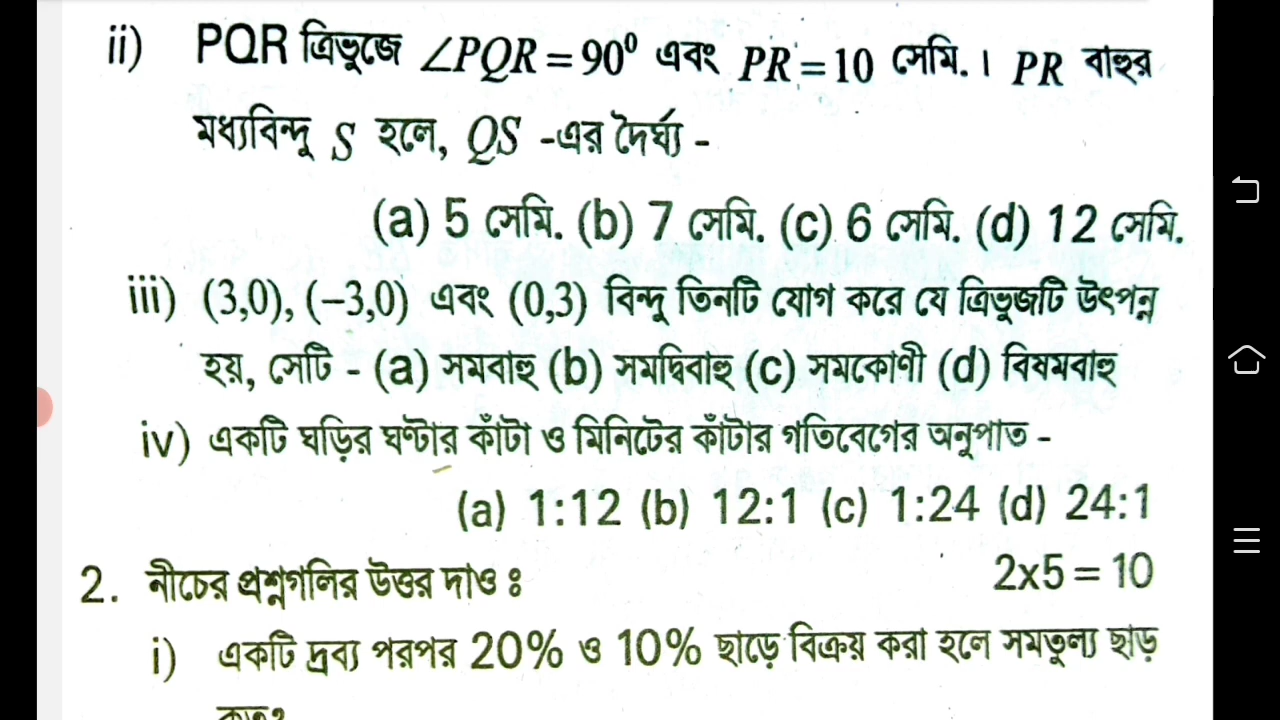 ii) PQR ত্রিভুজে ∠PQR = 90⁰ এবং PR = 10 সেমি. । PR বাহুর
মধ্যবিন্দু S হলে, QS -এর দৈর্ঘ্য -
(a) 5 সেমি. (b) 7 সেমি. (c) 6 সেমি. (d) 12 সেমি.
iii) (3,0), (−3,0) এবং (0,3) বিন্দু তিনটি যোগ করে যে ত্রিভুজটি উৎপন্ন
হয়, সেটি - (a) সমবাহু (b) সমদ্বিবাহু (c) সমকোণী (d) বিষমবাহু
iv) একটি ঘড়ির ঘণ্টার কাঁটা ও মিনিটের কাঁটার গতিবেগের অনুপাত -
(a) 1:12 (b) 12:1 (c) 1:24 (d) 24:1
2. নীচের প্রশ্নগলির উত্তর দাও ঃ 2x5 = 10
i) একটি দ্রব্য পরপর 20% ও 10% ছাড়ে বিক্রয় করা হলে সমতুল্য ছাড়